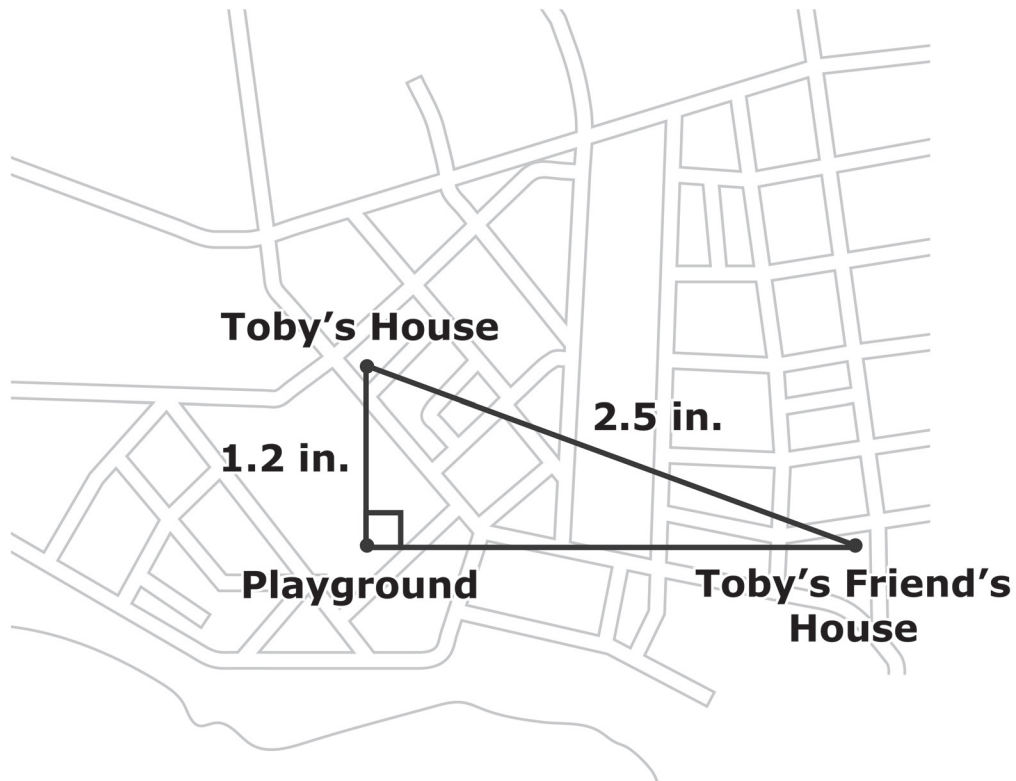 Toby’s House
2.5 in.
1.2 in.
Playground
Toby’s Friend’s
House